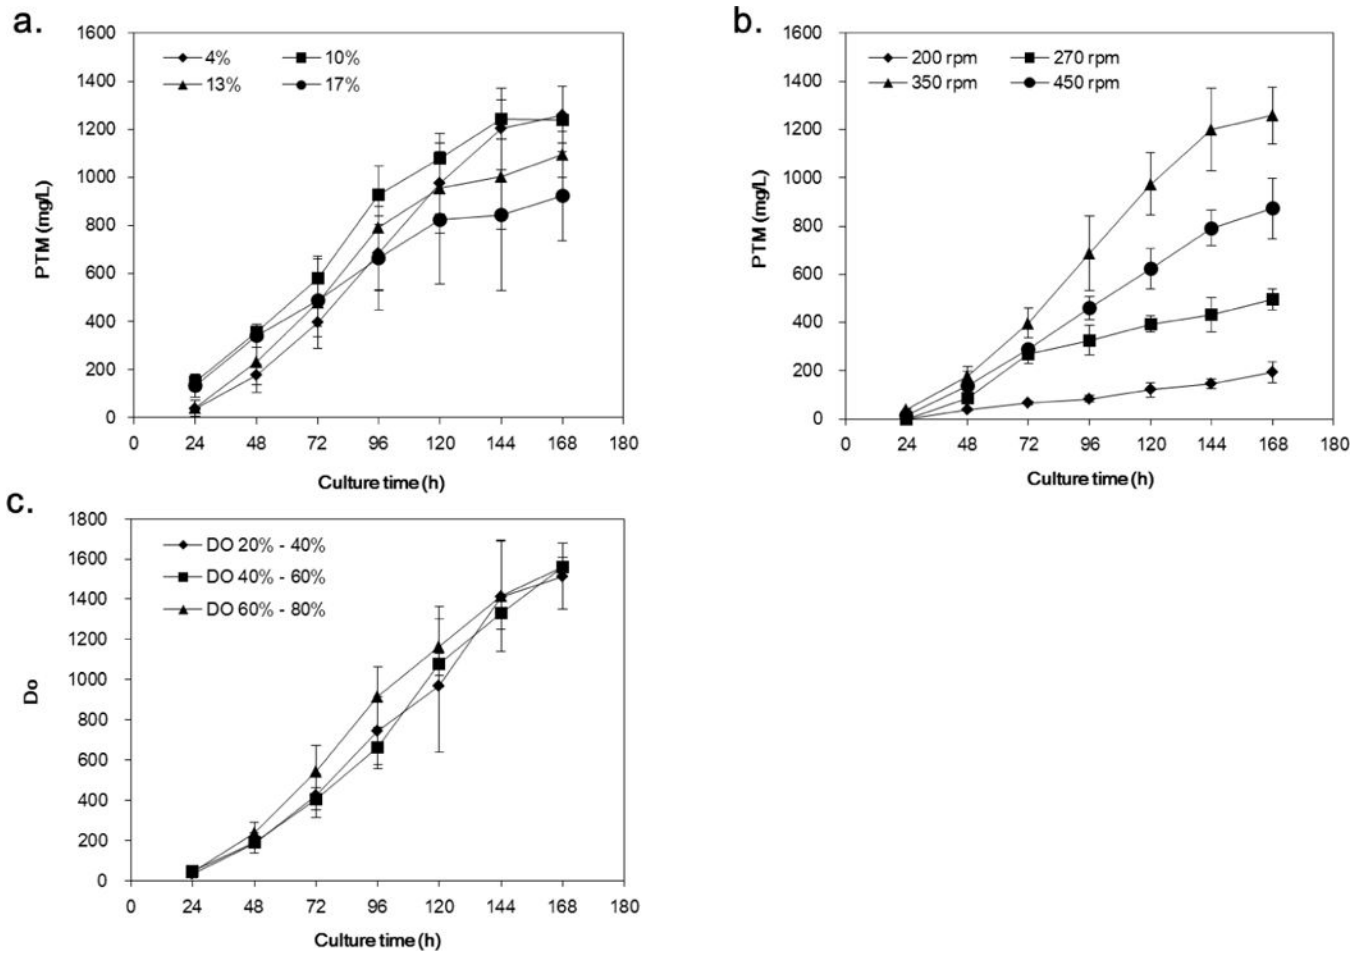 a.
1600
1400
1200
1000
800
600
400
200
0
PTM (mg/L)
4% 10%
13% 17%
0 24 48 72 96 120 144 168 180
Culture time (h)
b.
1600
1400
1200
1000
800
600
400
200
0
PTM (mg/L)
200 rpm 270 rpm
350 rpm 450 rpm
0 24 48 72 96 120 144 168 180
Culture time (h)
c.
1800
1600
1400
1200
1000
800
600
400
200
0
Do
DO 20% - 40%
DO 40% - 60%
DO 60% - 80%
0 24 48 72 96 120 144 168 180
Culture time (h)